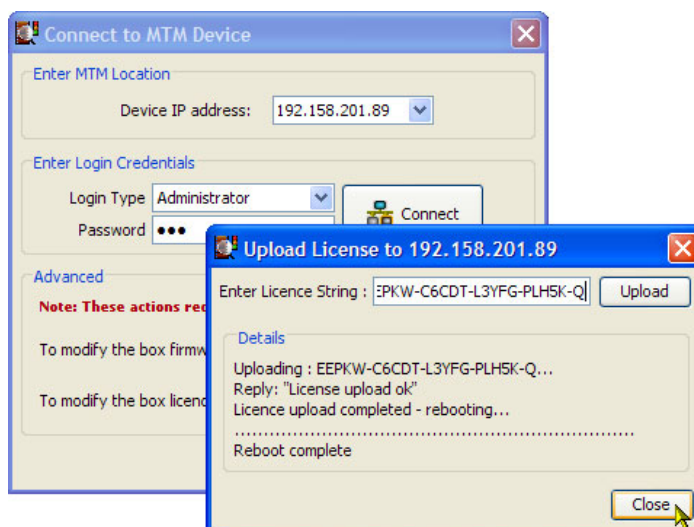 Connect to MTM Device
Enter MTM Location
Device IP address: 192.158.201.89
Enter Login Credentials
Login Type Administrator
Password
Connect
Advanced
Note: These actions
To modify the box
To modify the box
Upload License to 192.158.201.89
Enter Licence String : EPKW-C6CDT-L3YFG-PLH5K-Q Upload
Details
Uploading : EEPKW-C6CDT-L3YFG-PLH5K-Q...
Reply: "License upload ok"
Licence upload completed - rebooting...
......................................................................
Reboot complete
Close